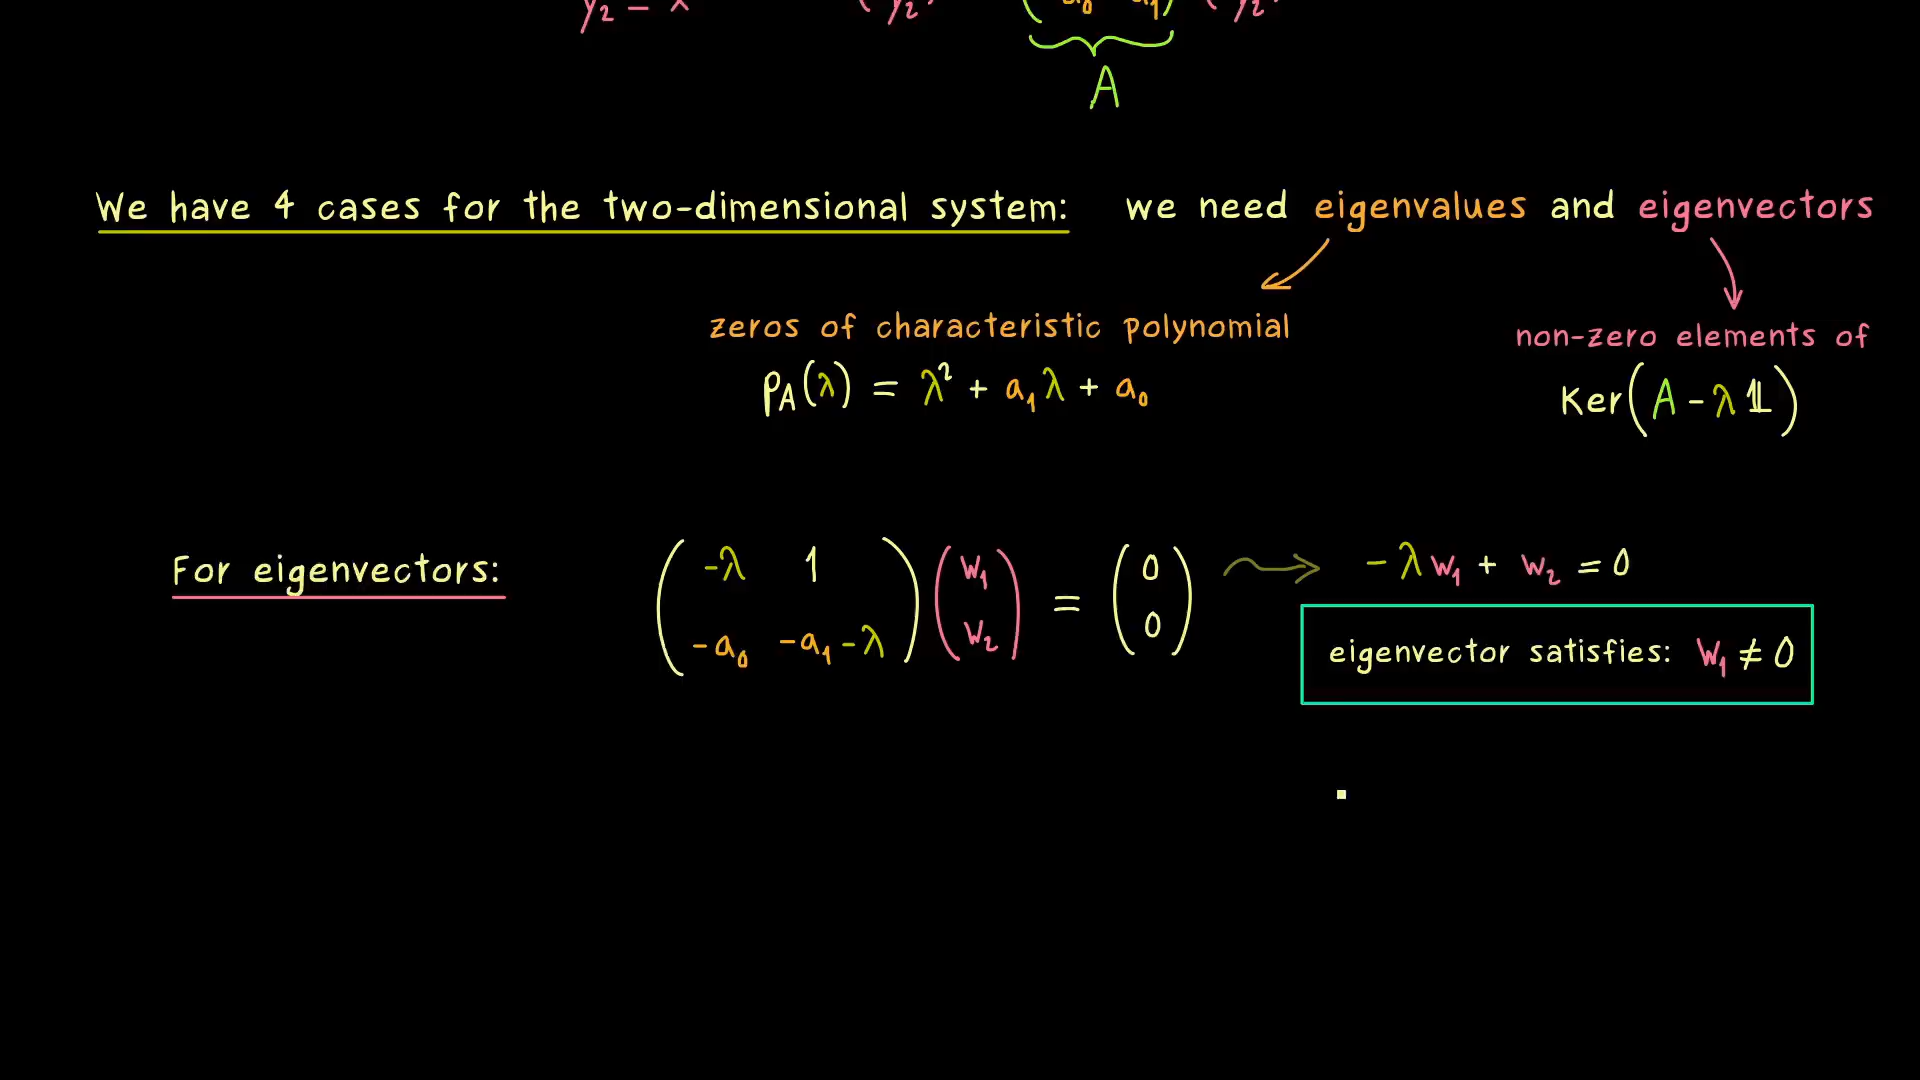 y₂ = ẋ
A
We have 4 cases for the two-dimensional system: we need eigenvalues and eigenvectors
zeros of characteristic polynomial
non-zero elements of
p_A(λ) = λ² + a₁λ + a₀
Ker(A - λ𝟙)
For eigenvectors:
( -λ 1 ; -a₀ -a₁-λ ) ( w₁ ; w₂ ) = ( 0 ; 0 ) ⇝ -λw₁ + w₂ = 0
eigenvector satisfies: w₁ ≠ 0